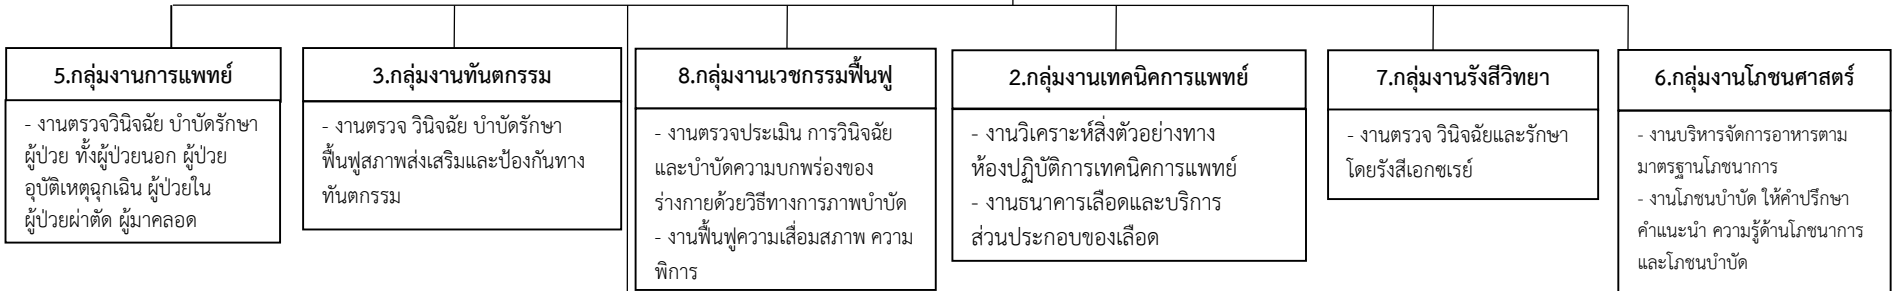 5.กลุ่มงานการแพทย์
- งานตรวจวินิจฉัย บำบัดรักษา
ผู้ป่วย ทั้งผู้ป่วยนอก ผู้ป่วย
อุบัติเหตุฉุกเฉิน ผู้ป่วยใน
ผู้ป่วยผ่าตัด ผู้มาคลอด
3.กลุ่มงานทันตกรรม
- งานตรวจ วินิจฉัย บำบัดรักษา
ฟื้นฟูสภาพส่งเสริมและป้องกันทาง
ทันตกรรม
8.กลุ่มงานเวชกรรมฟื้นฟู
- งานตรวจประเมิน การวินิจฉัย
และบำบัดความบกพร่องของ
ร่างกายด้วยวิธีทางการภาพบำบัด
- งานฟื้นฟูความเสื่อมสภาพ ความ
พิการ
2.กลุ่มงานเทคนิคการแพทย์
- งานวิเคราะห์สิ่งตัวอย่างทาง
ห้องปฏิบัติการเทคนิคการแพทย์
- งานธนาคารเลือดและบริการ
ส่วนประกอบของเลือด
7.กลุ่มงานรังสีวิทยา
- งานตรวจ วินิจฉัยและรักษา
โดยรังสีเอกซเรย์
6.กลุ่มงานโภชนศาสตร์
- งานบริหารจัดการอาหารตาม
มาตรฐานโภชนาการ
- งานโภชนบำบัด ให้คำปรึกษา
คำแนะนำ ความรู้ด้านโภชนาการ
และโภชนบำบัด